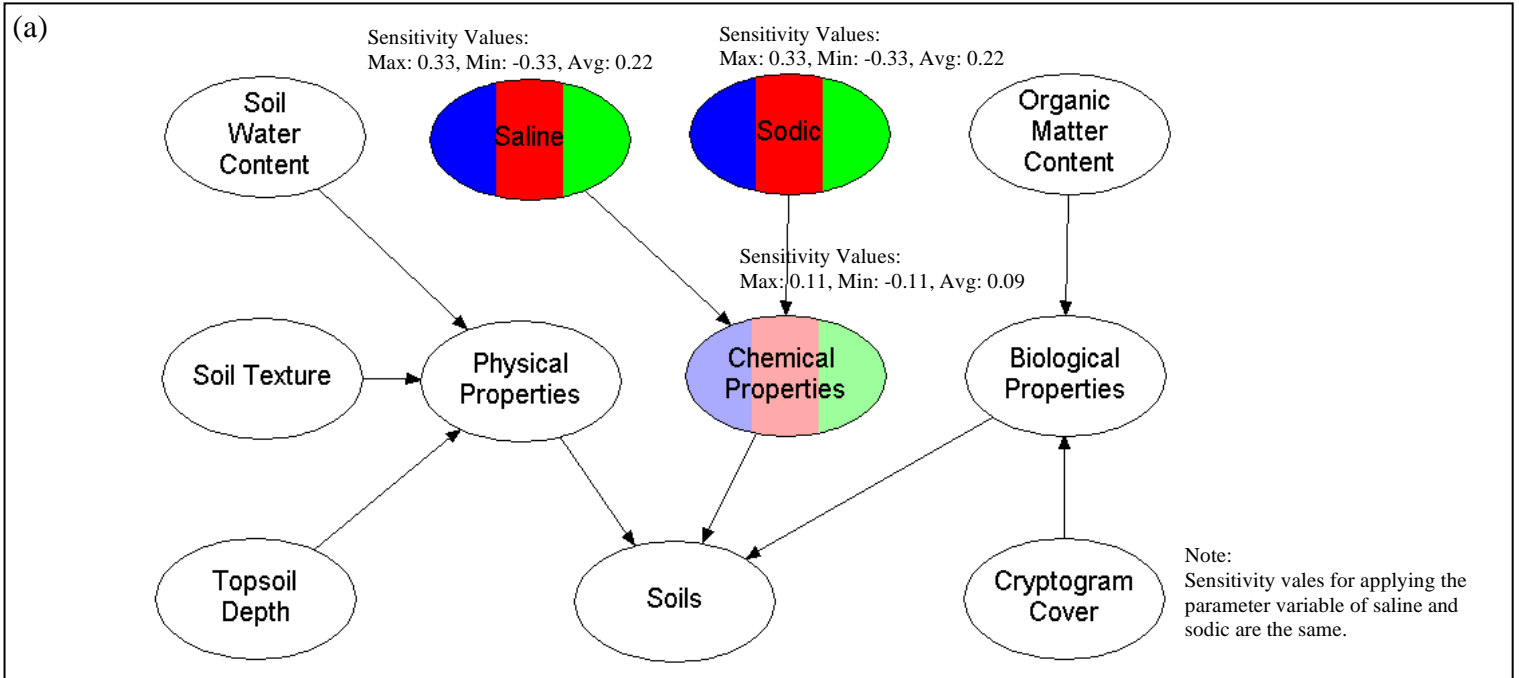 (a)
Sensitivity Values:
Max: 0.33, Min: -0.33, Avg: 0.22
Sensitivity Values:
Max: 0.33, Min: -0.33, Avg: 0.22
Soil
Water
Content
Saline
Sodic
Organic
Matter
Content
Sensitivity Values:
Max: 0.11, Min: -0.11, Avg: 0.09
Soil Texture
Physical
Properties
Chemical
Properties
Biological
Properties
Topsoil
Depth
Soils
Cryptogram
Cover
Note:
Sensitivity vales for applying the
parameter variable of saline and
sodic are the same.